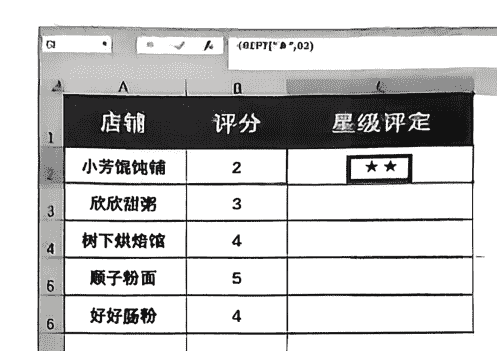 A
店铺 评分 星级评定
1
2 小芳馄饨铺 2 ★★
3 欣欣甜粥 3
4 树下烘焙馆 4
6 顺子粉面 5
6 好好肠粉 4